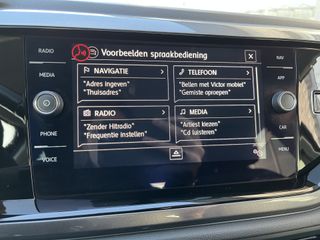 RADIO
Voorbeelden spraakbediening
X
NAV
MEDIA
NAVIGATIE
"Adres ingeven"
"Thuisadres"
TELEFOON
"Bellen met Victor mobiel"
"Gemiste oproepen"
APP
PHONE
RADIO
"Zender Hitradio"
"Frequentie instellen"
MEDIA
"Artiest kiezen"
"Cd luisteren"
CAR
VOICE
MENU